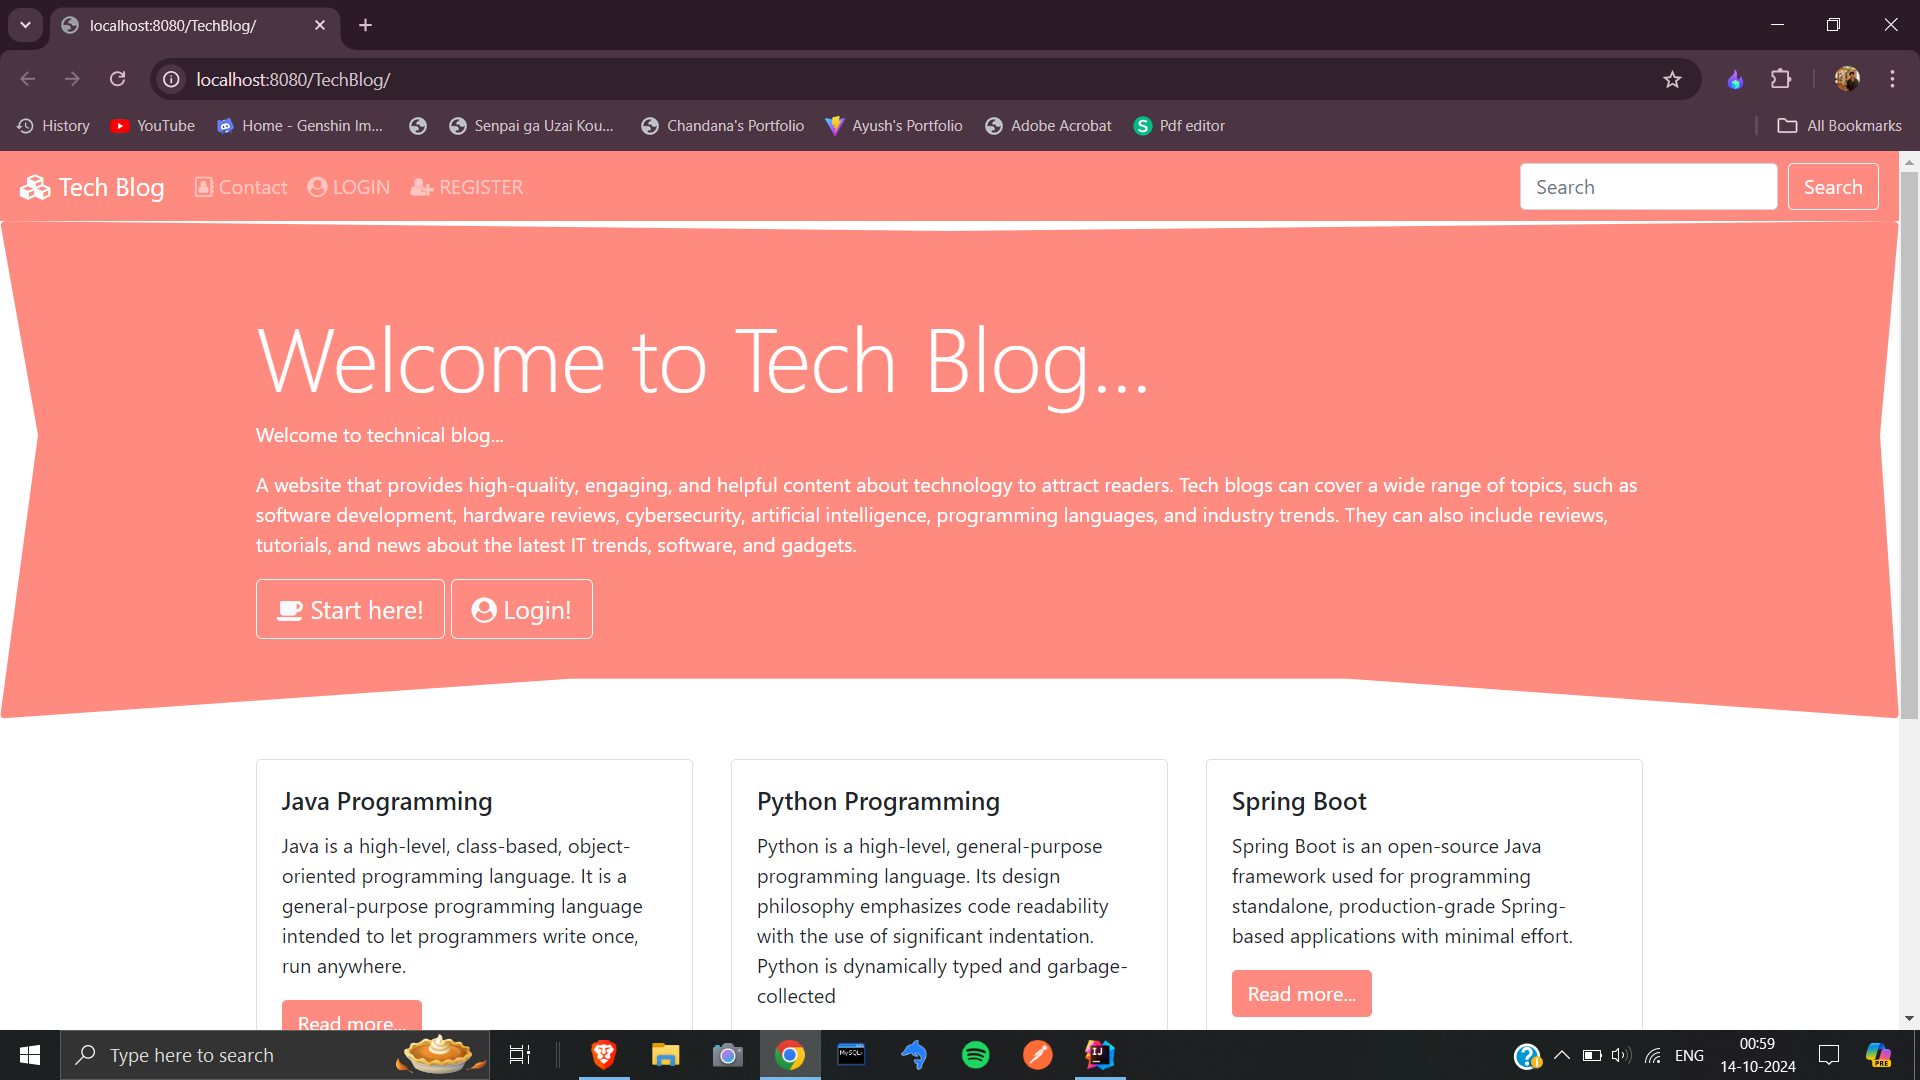 localhost:8080/TechBlog/
localhost:8080/TechBlog/
History YouTube Home - Genshin Im... Senpai ga Uzai Kou... Chandana's Portfolio Ayush's Portfolio Adobe Acrobat S Pdf editor All Bookmarks
Tech Blog Contact LOGIN REGISTER Search Search
Welcome to Tech Blog...
Welcome to technical blog...
A website that provides high-quality, engaging, and helpful content about technology to attract readers. Tech blogs can cover a wide range of topics, such as
software development, hardware reviews, cybersecurity, artificial intelligence, programming languages, and industry trends. They can also include reviews,
tutorials, and news about the latest IT trends, software, and gadgets.
Start here! Login!
Java Programming
Java is a high-level, class-based, object-
oriented programming language. It is a
general-purpose programming language
intended to let programmers write once,
run anywhere.
Read more...
Python Programming
Python is a high-level, general-purpose
programming language. Its design
philosophy emphasizes code readability
with the use of significant indentation.
Python is dynamically typed and garbage-
collected
Spring Boot
Spring Boot is an open-source Java
framework used for programming
standalone, production-grade Spring-
based applications with minimal effort.
Read more...
Type here to search MySQL IJ ENG 00:59
14-10-2024 PRE